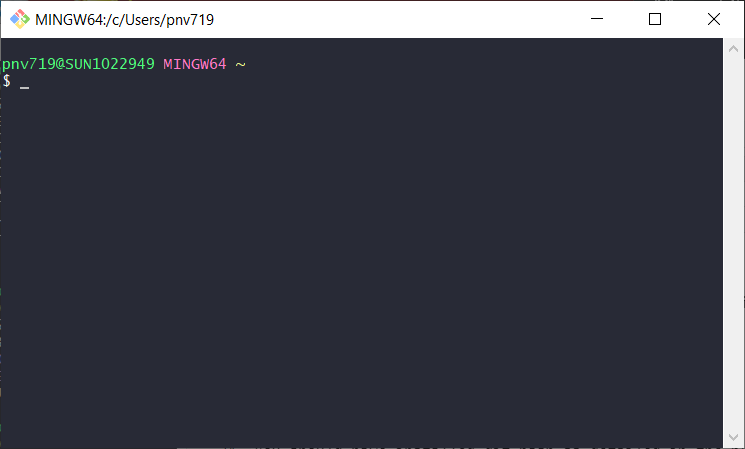 MINGW64:/c/Users/pnv719
pnv719@SUN1022949 MINGW64 ~
$ _